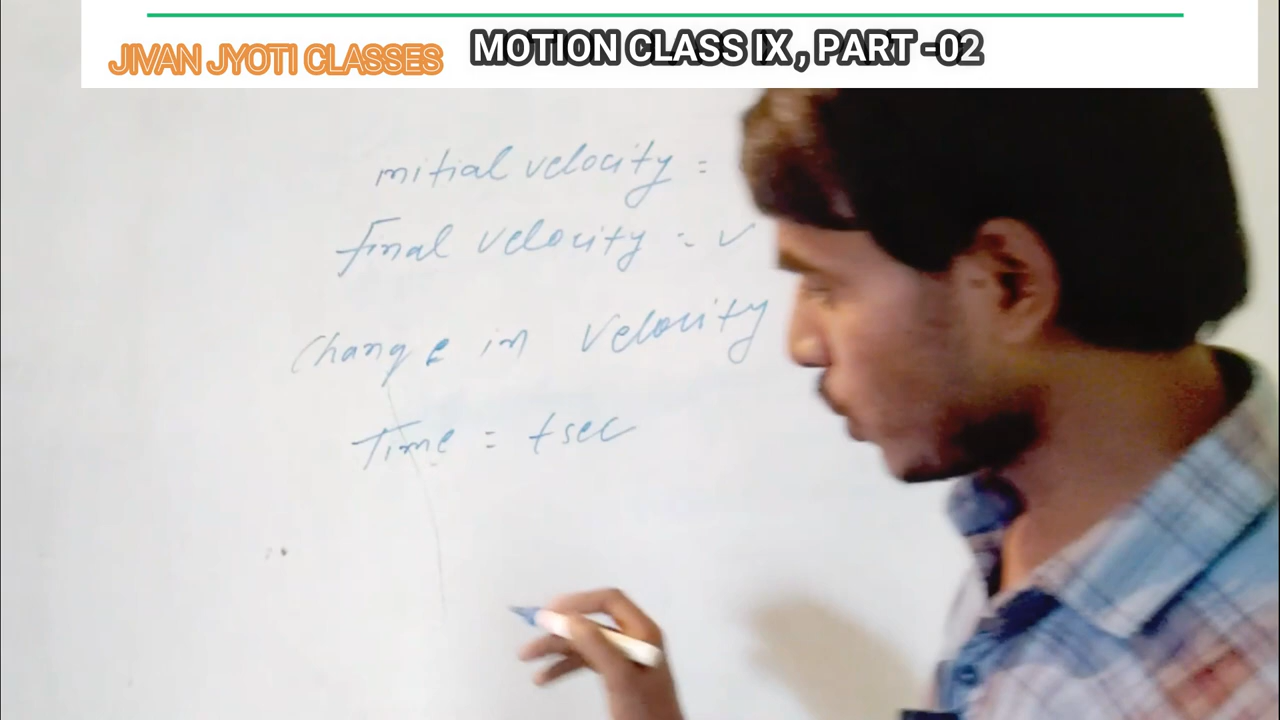 JIVAN JYOTI CLASSES MOTION CLASS IX , PART -02
initial velocity =
final velocity = v
Change in velocity
Time = t sec